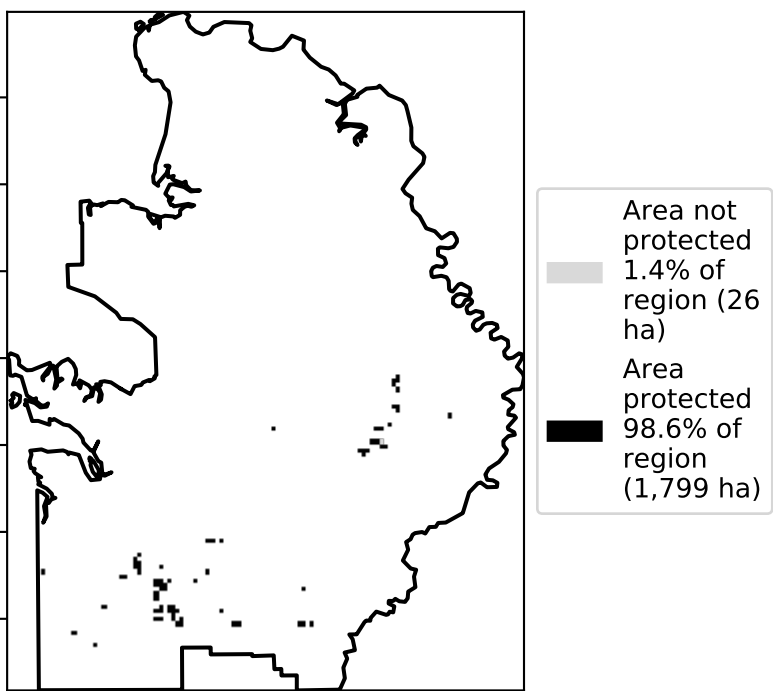 Area not
protected
1.4% of
region (26
ha)
Area
protected
98.6% of
region
(1,799 ha)